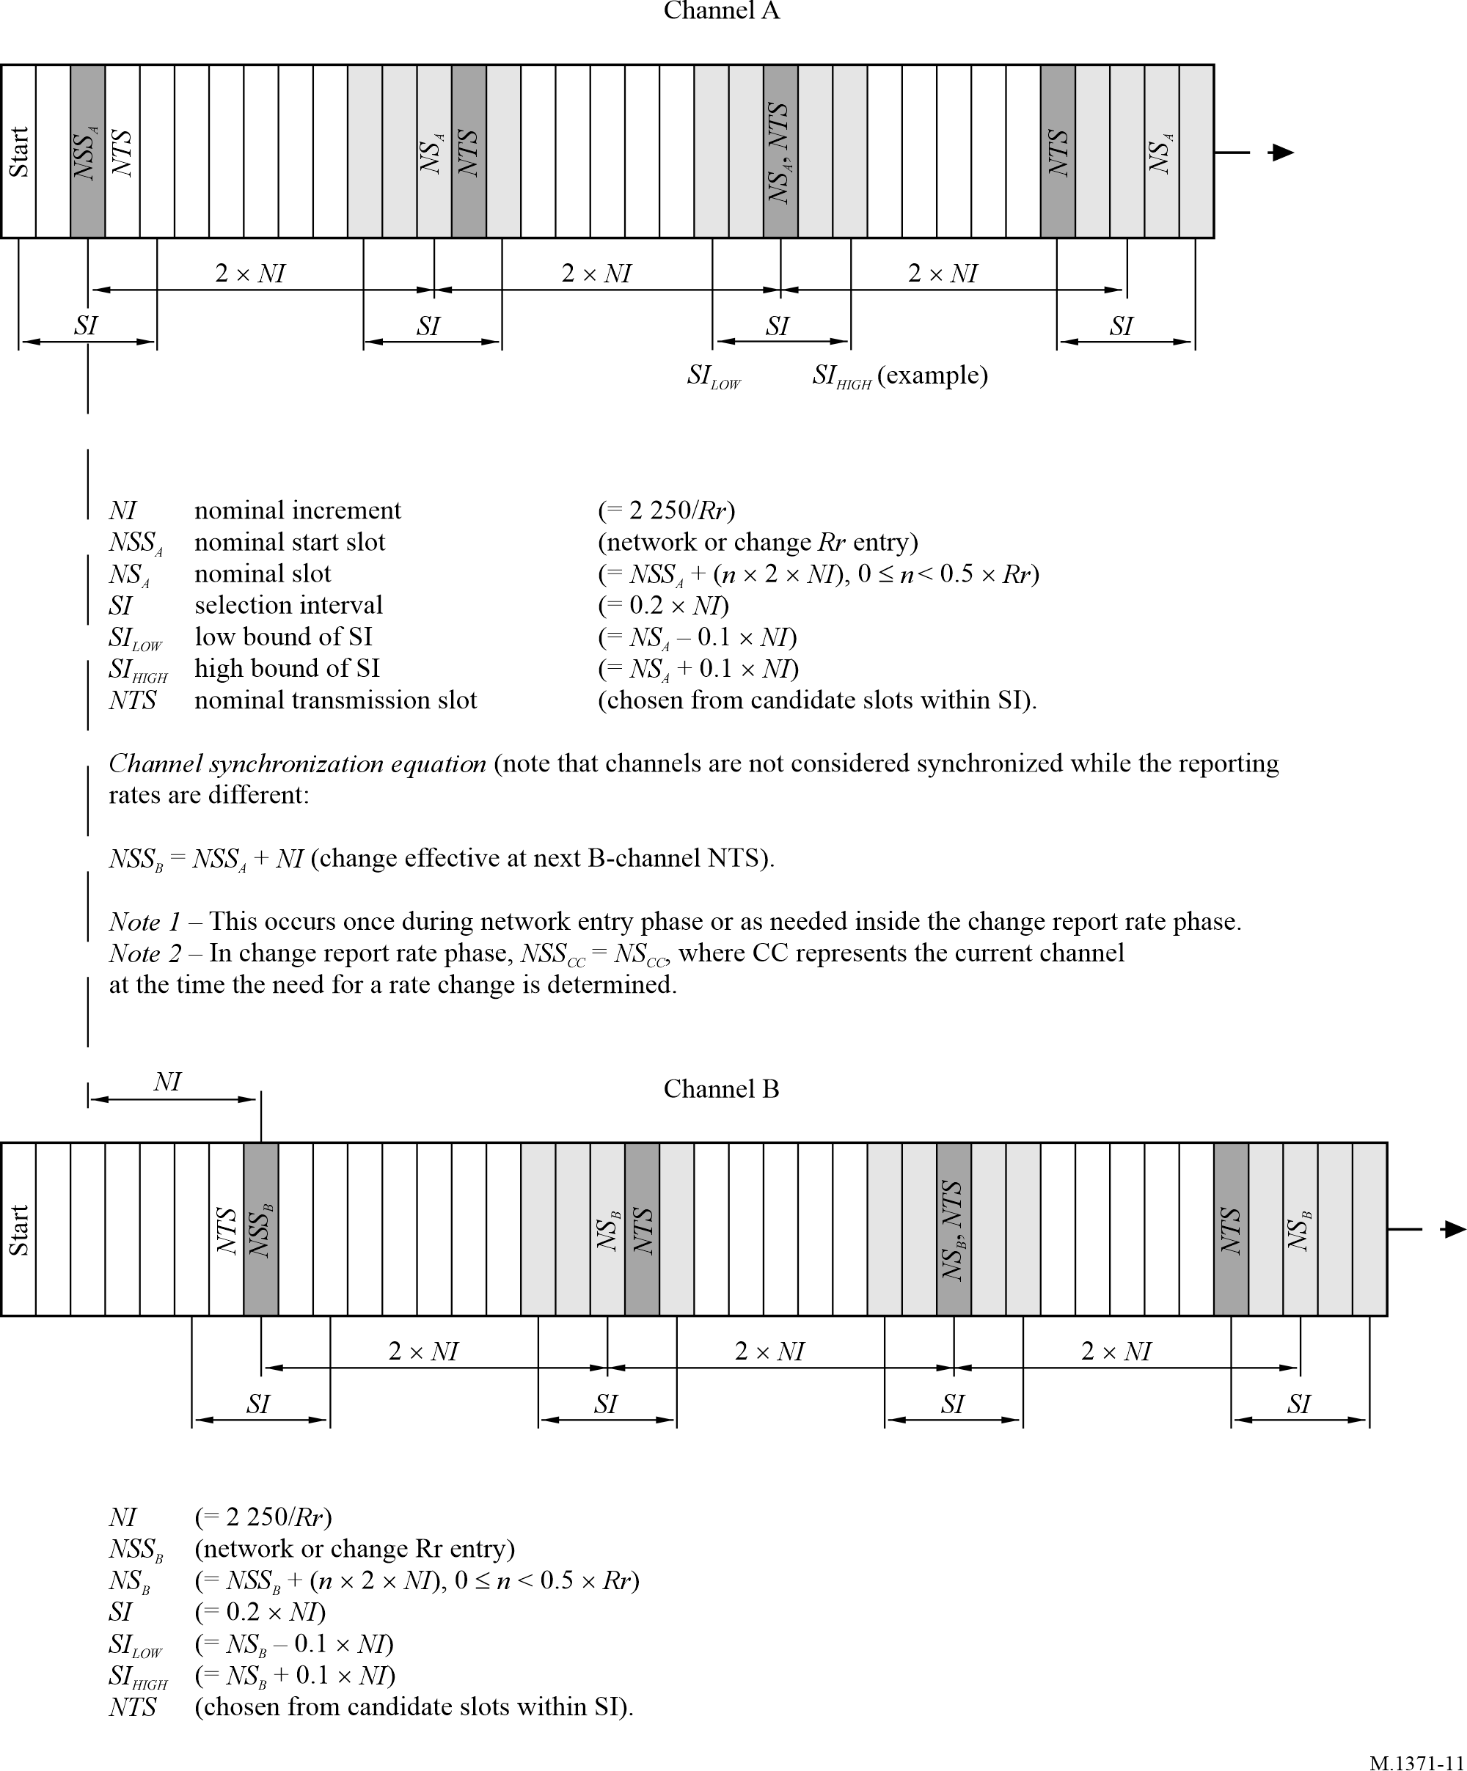 Channel A
Start
NSS_A
NTS
NS_A
NTS
NS_A, NTS
NTS
NS_A
2 × NI
2 × NI
2 × NI
SI
SI
SI
SI
SI_LOW
SI_HIGH (example)
NI nominal increment (= 2 250/Rr)
NSS_A nominal start slot (network or change Rr entry)
NS_A nominal slot (= NSS_A + (n × 2 × NI), 0 ≤ n < 0.5 × Rr)
SI selection interval (= 0.2 × NI)
SI_LOW low bound of SI (= NS_A – 0.1 × NI)
SI_HIGH high bound of SI (= NS_A + 0.1 × NI)
NTS nominal transmission slot (chosen from candidate slots within SI).
Channel synchronization equation (note that channels are not considered synchronized while the reporting
rates are different:
NSS_B = NSS_A + NI (change effective at next B-channel NTS).
Note 1 – This occurs once during network entry phase or as needed inside the change report rate phase.
Note 2 – In change report rate phase, NSS_CC = NS_CC, where CC represents the current channel
at the time the need for a rate change is determined.
NI
Channel B
Start
NTS
NSS_B
NS_B
NTS
NS_B, NTS
NTS
NS_B
2 × NI
2 × NI
2 × NI
SI
SI
SI
SI
NI (= 2 250/Rr)
NSS_B (network or change Rr entry)
NS_B (= NSS_B + (n × 2 × NI), 0 ≤ n < 0.5 × Rr)
SI (= 0.2 × NI)
SI_LOW (= NS_B – 0.1 × NI)
SI_HIGH (= NS_B + 0.1 × NI)
NTS (chosen from candidate slots within SI).
M.1371-11